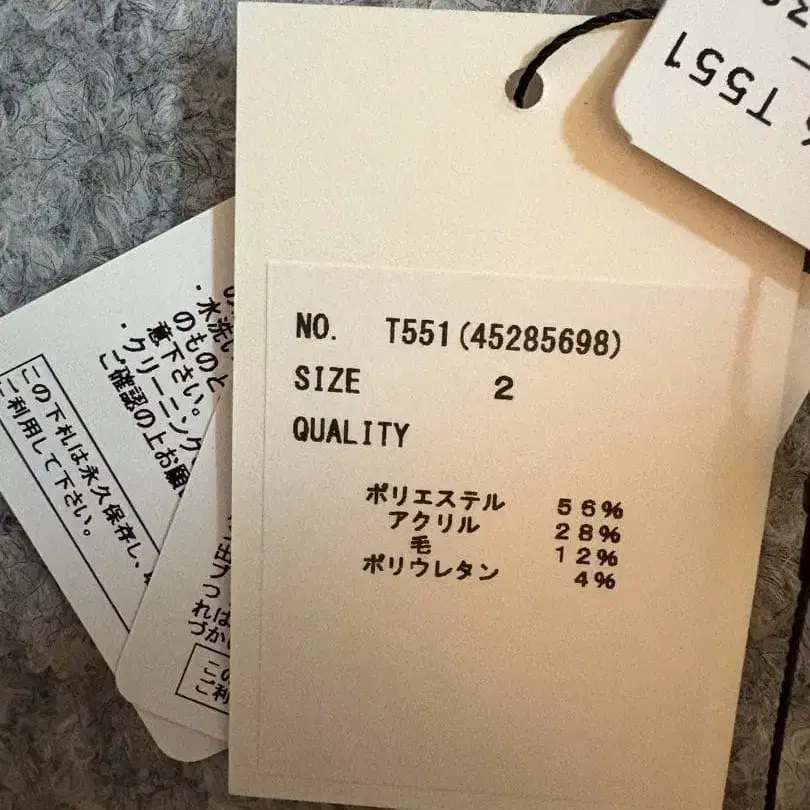 T551
NO. T551(45285698)
SIZE 2
QUALITY
ポリエステル 56%
アクリル 28%
毛 12%
ポリウレタン 4%
・水洗い
のものと
意下さい。
・クリーニング
ご確認の上お願
この下札は永久保存し、
ご利用して下さい。
つ
れは
づか
この
ご利